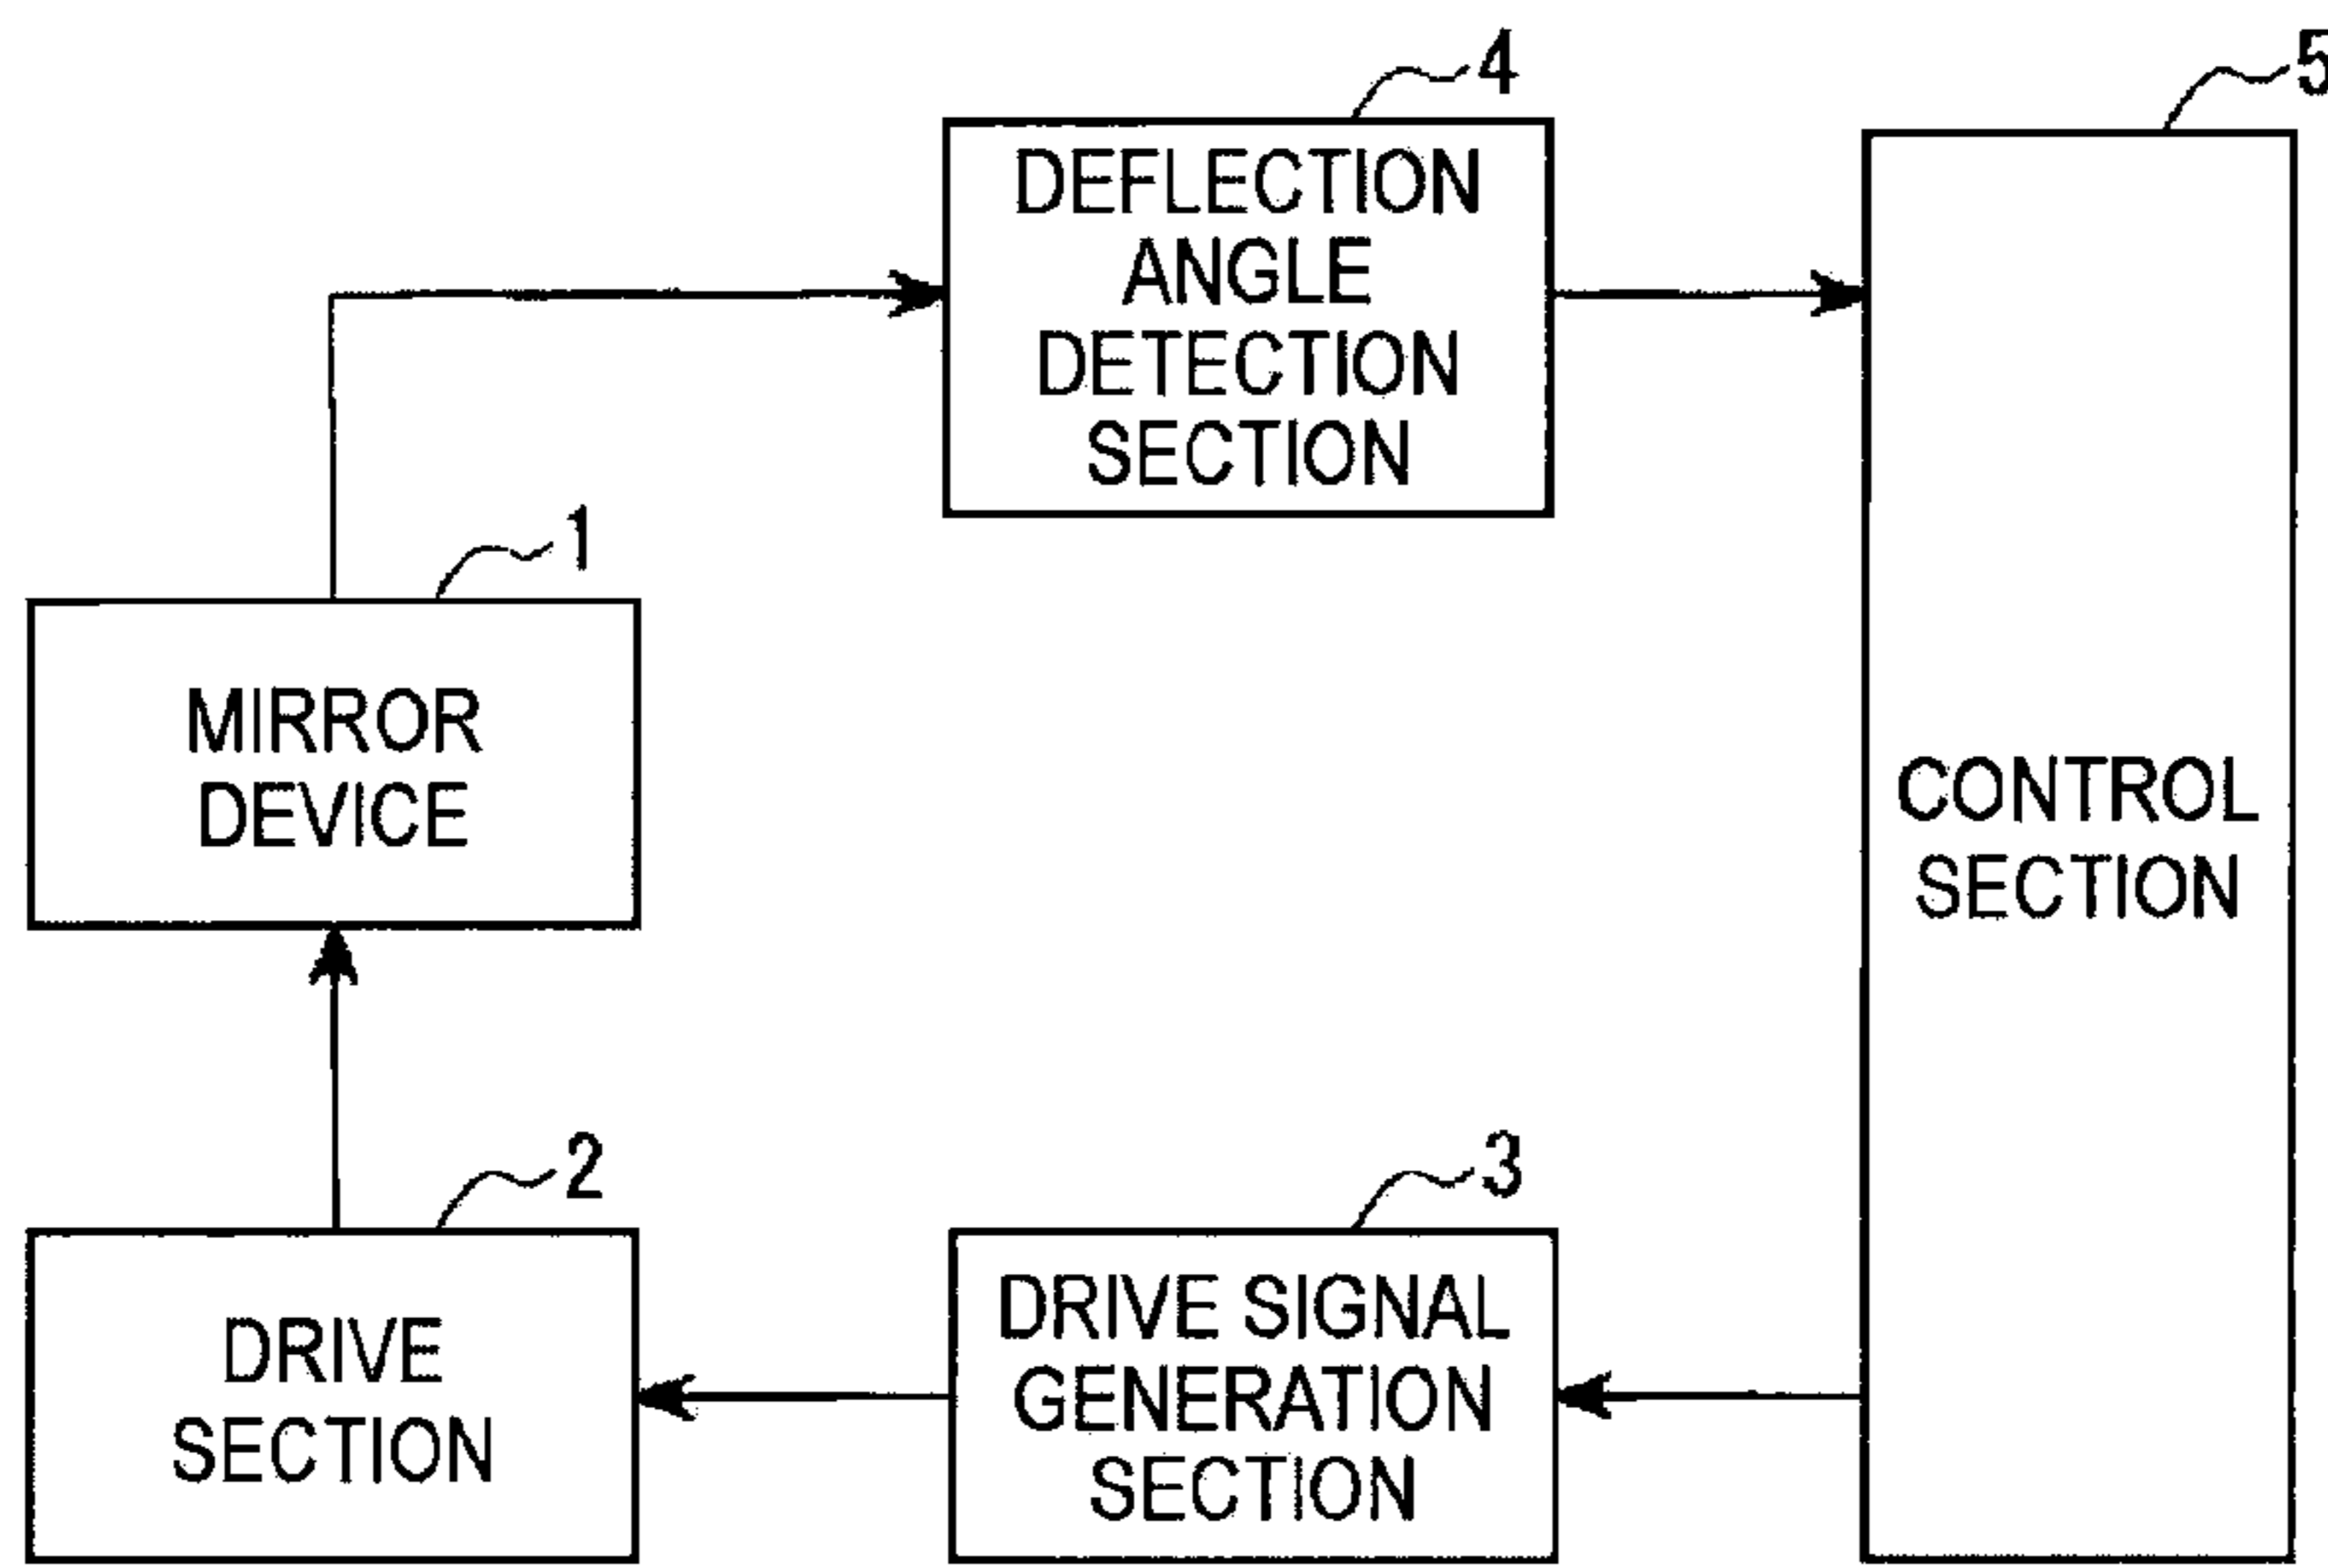 4
5
DEFLECTION
ANGLE
DETECTION
SECTION
1
MIRROR
DEVICE
CONTROL
SECTION
2
3
DRIVE
SECTION
DRIVE SIGNAL
GENERATION
SECTION